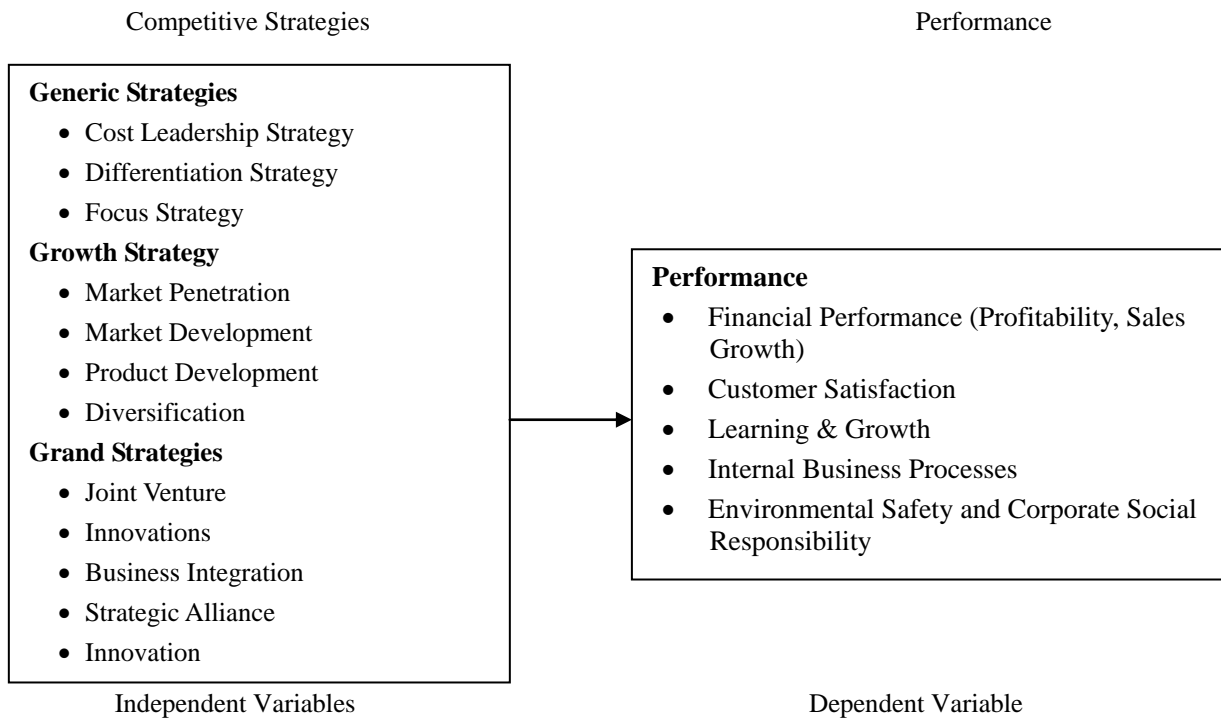 Competitive Strategies
Performance
Generic Strategies
• Cost Leadership Strategy
• Differentiation Strategy
• Focus Strategy
Growth Strategy
• Market Penetration
• Market Development
• Product Development
• Diversification
Grand Strategies
• Joint Venture
• Innovations
• Business Integration
• Strategic Alliance
• Innovation
Performance
• Financial Performance (Profitability, Sales
Growth)
• Customer Satisfaction
• Learning & Growth
• Internal Business Processes
• Environmental Safety and Corporate Social
Responsibility
Independent Variables
Dependent Variable